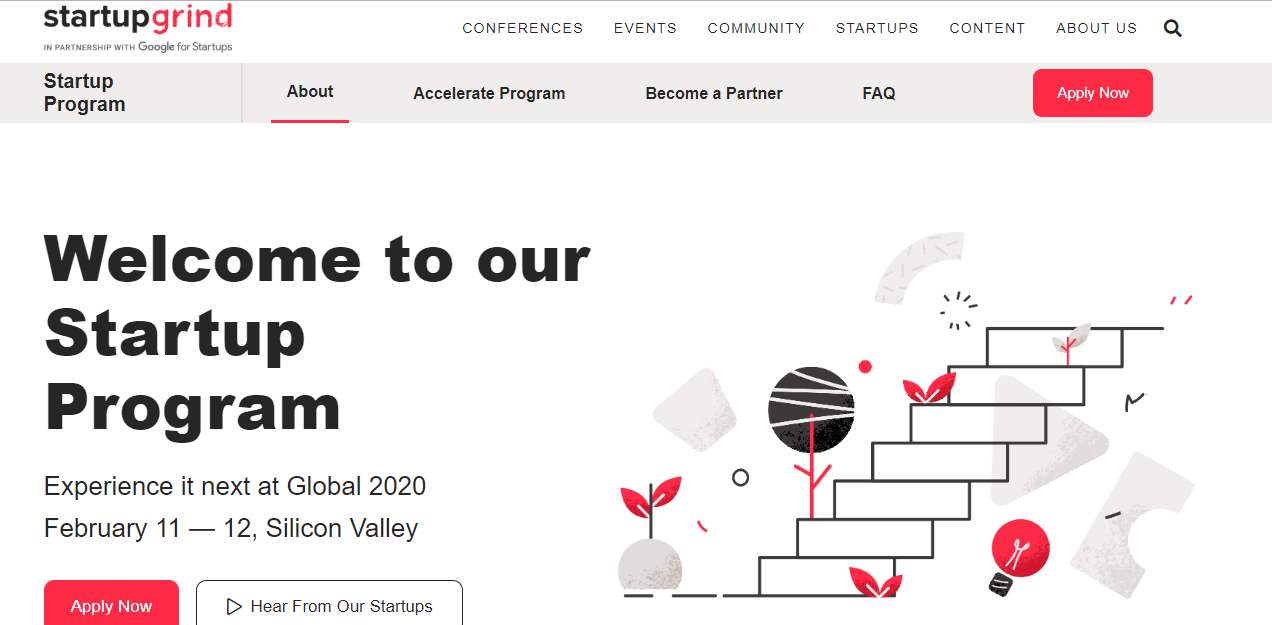 startupgrind
IN PARTNERSHIP WITH Google for Startups
CONFERENCES EVENTS COMMUNITY STARTUPS CONTENT ABOUT US
Startup
Program
About Accelerate Program Become a Partner FAQ Apply Now
Welcome to our
Startup
Program
Experience it next at Global 2020
February 11 — 12, Silicon Valley
Apply Now Hear From Our Startups